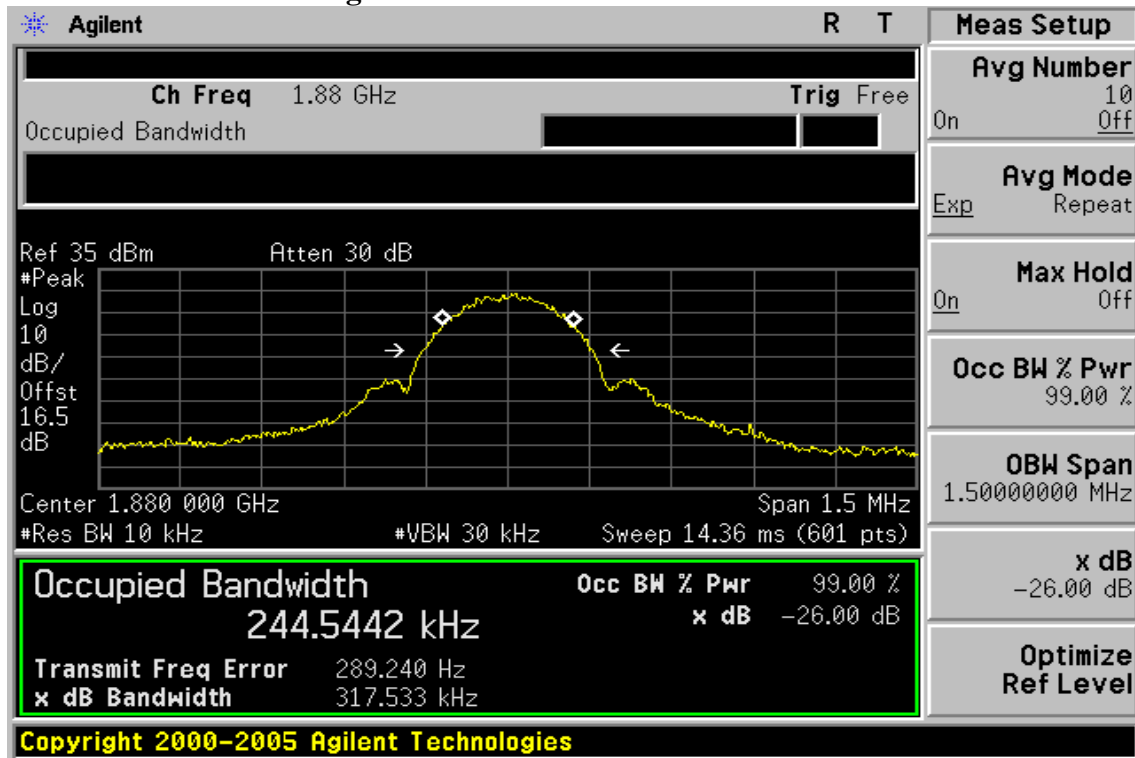 Agilent R T
Ch Freq 1.88 GHz Trig Free
Occupied Bandwidth
Ref 35 dBm Atten 30 dB
#Peak
Log
10
dB/
Offst
16.5
dB
Center 1.880 000 GHz Span 1.5 MHz
#Res BW 10 kHz #VBW 30 kHz Sweep 14.36 ms (601 pts)
Occupied Bandwidth Occ BW % Pwr 99.00 %
244.5442 kHz x dB -26.00 dB
Transmit Freq Error 289.240 Hz
x dB Bandwidth 317.533 kHz
Copyright 2000-2005 Agilent Technologies
Meas Setup
Avg Number
10
On Off
Avg Mode
Exp Repeat
Max Hold
On Off
Occ BW % Pwr
99.00 %
OBW Span
1.50000000 MHz
x dB
-26.00 dB
Optimize
Ref Level